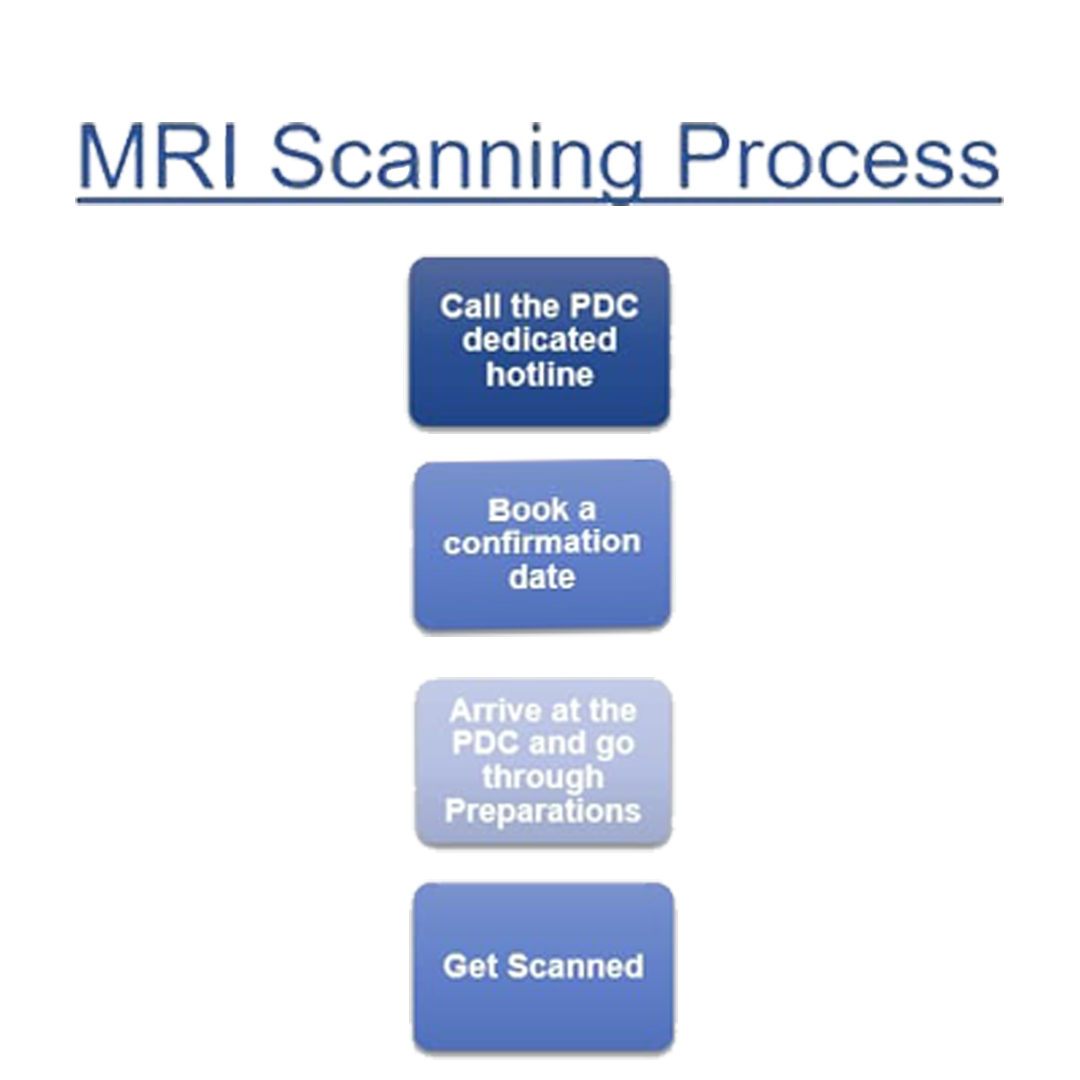 MRI Scanning Process
Call the PDC
dedicated
hotline
Book a
confirmation
date
Arrive at the
PDC and go
through
Preparations
Get Scanned